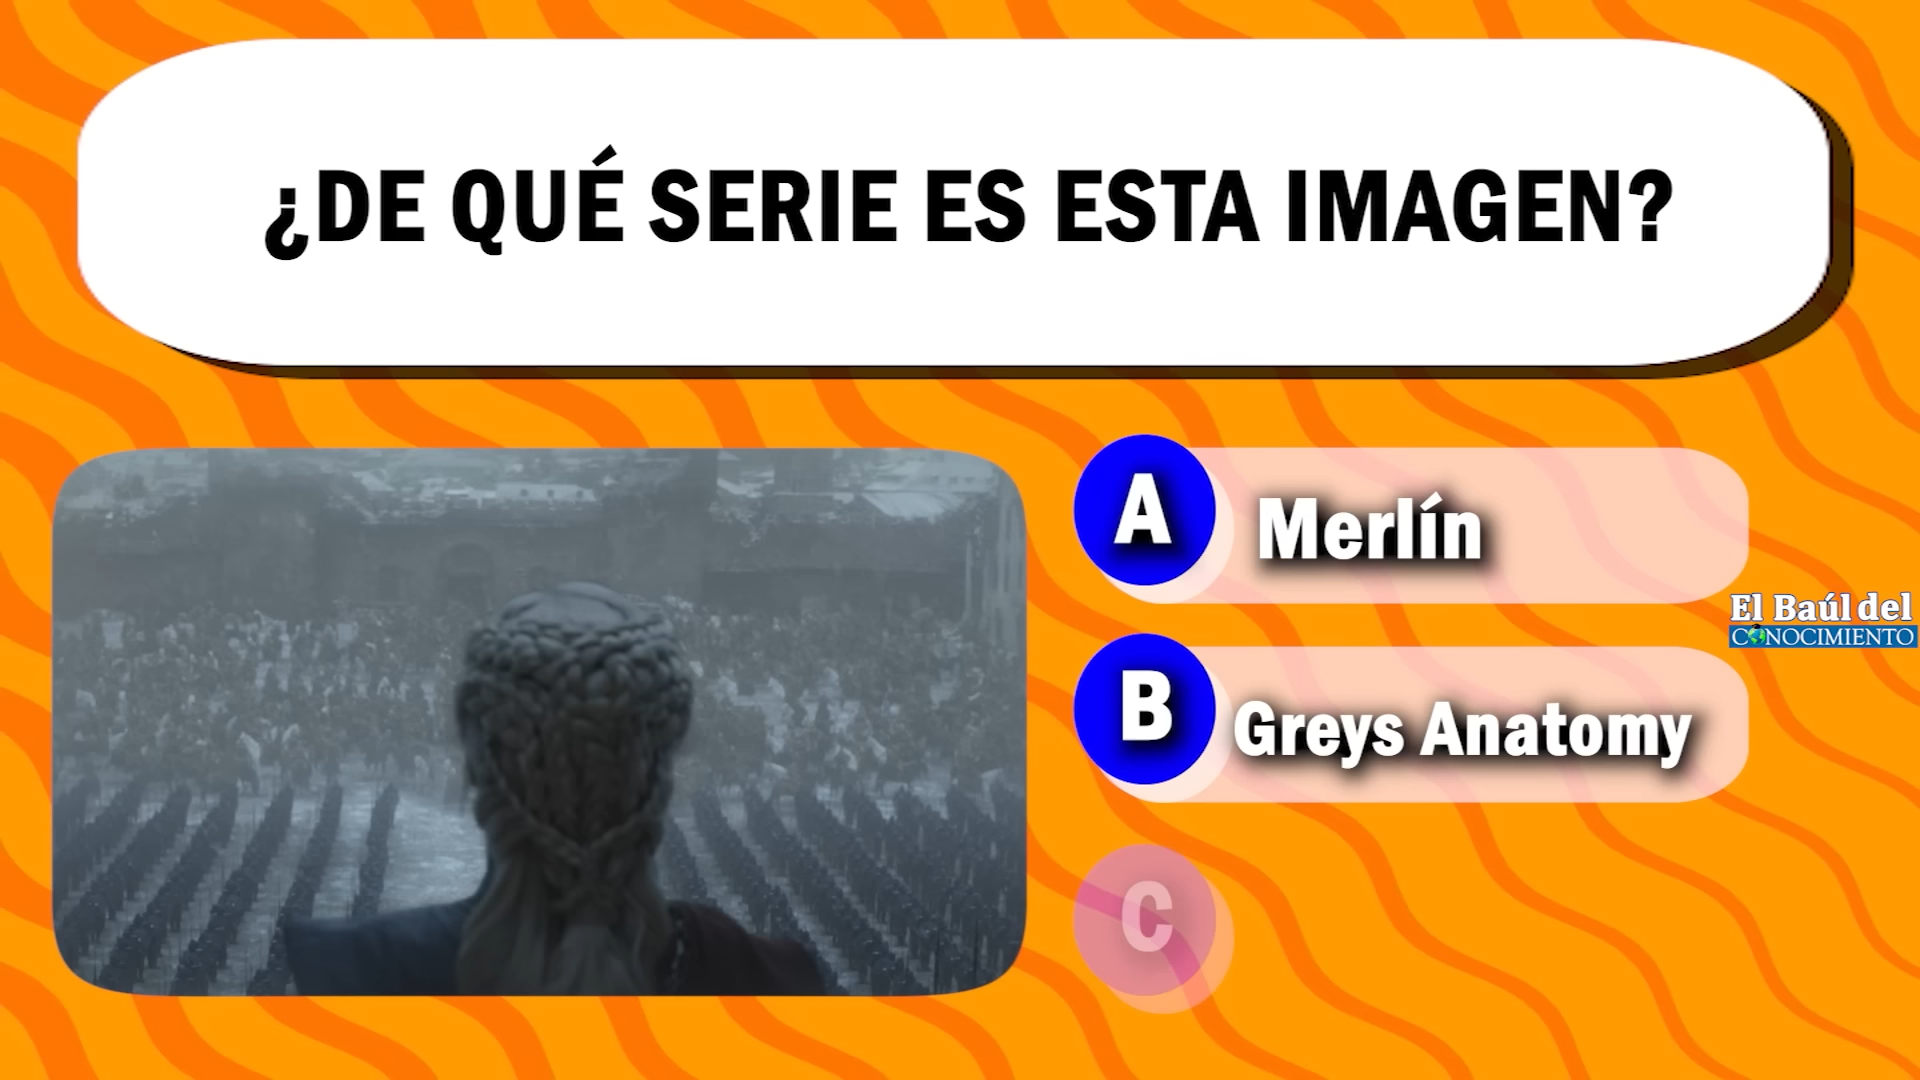 ¿DE QUÉ SERIE ES ESTA IMAGEN?
A Merlín
B Greys Anatomy
C
El Baúl del
CONOCIMIENTO